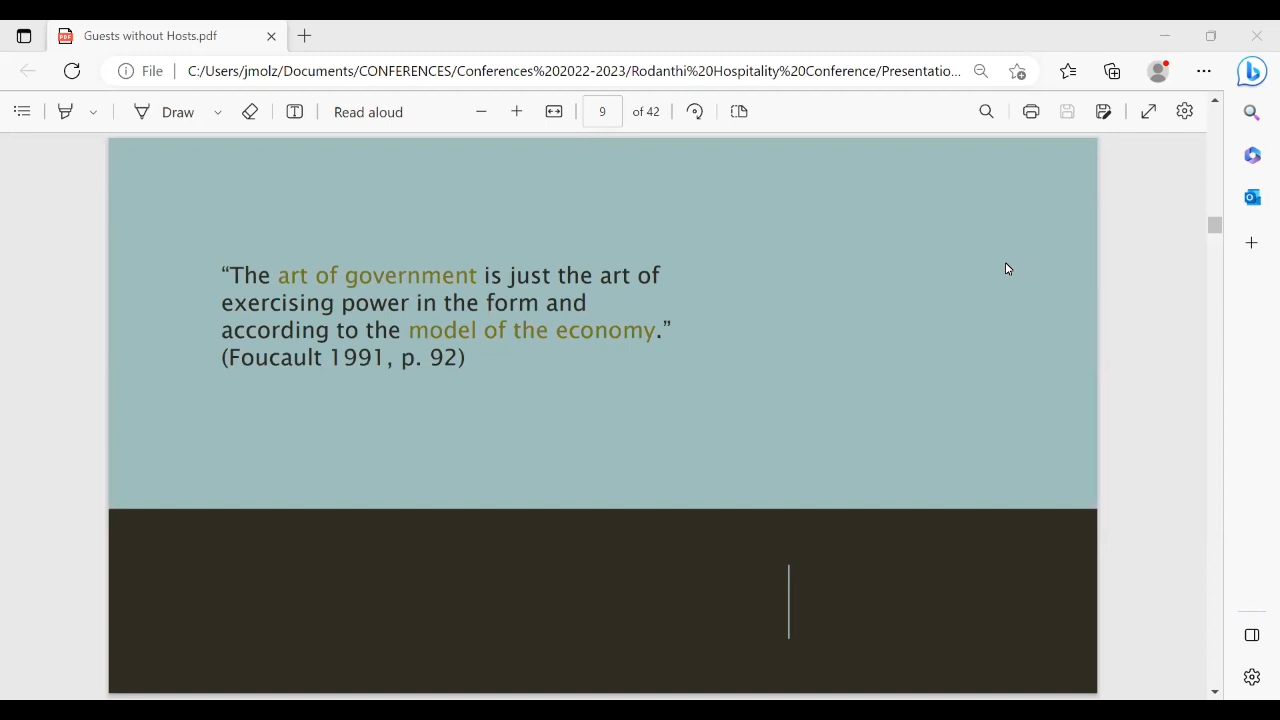 Guests without Hosts.pdf
File
C:/Users/jmolz/Documents/CONFERENCES/Conferences%202022-2023/Rodanthi%20Hospitality%20Conference/Presentatio...
Draw
Read aloud
9
of 42
“The art of government is just the art of
exercising power in the form and
according to the model of the economy.”
(Foucault 1991, p. 92)